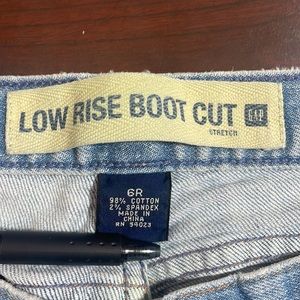 LOW RISE BOOT CUT GAP
STRETCH
6R
98% COTTON
2% SPANDEX
MADE IN
CHINA
RN 54023